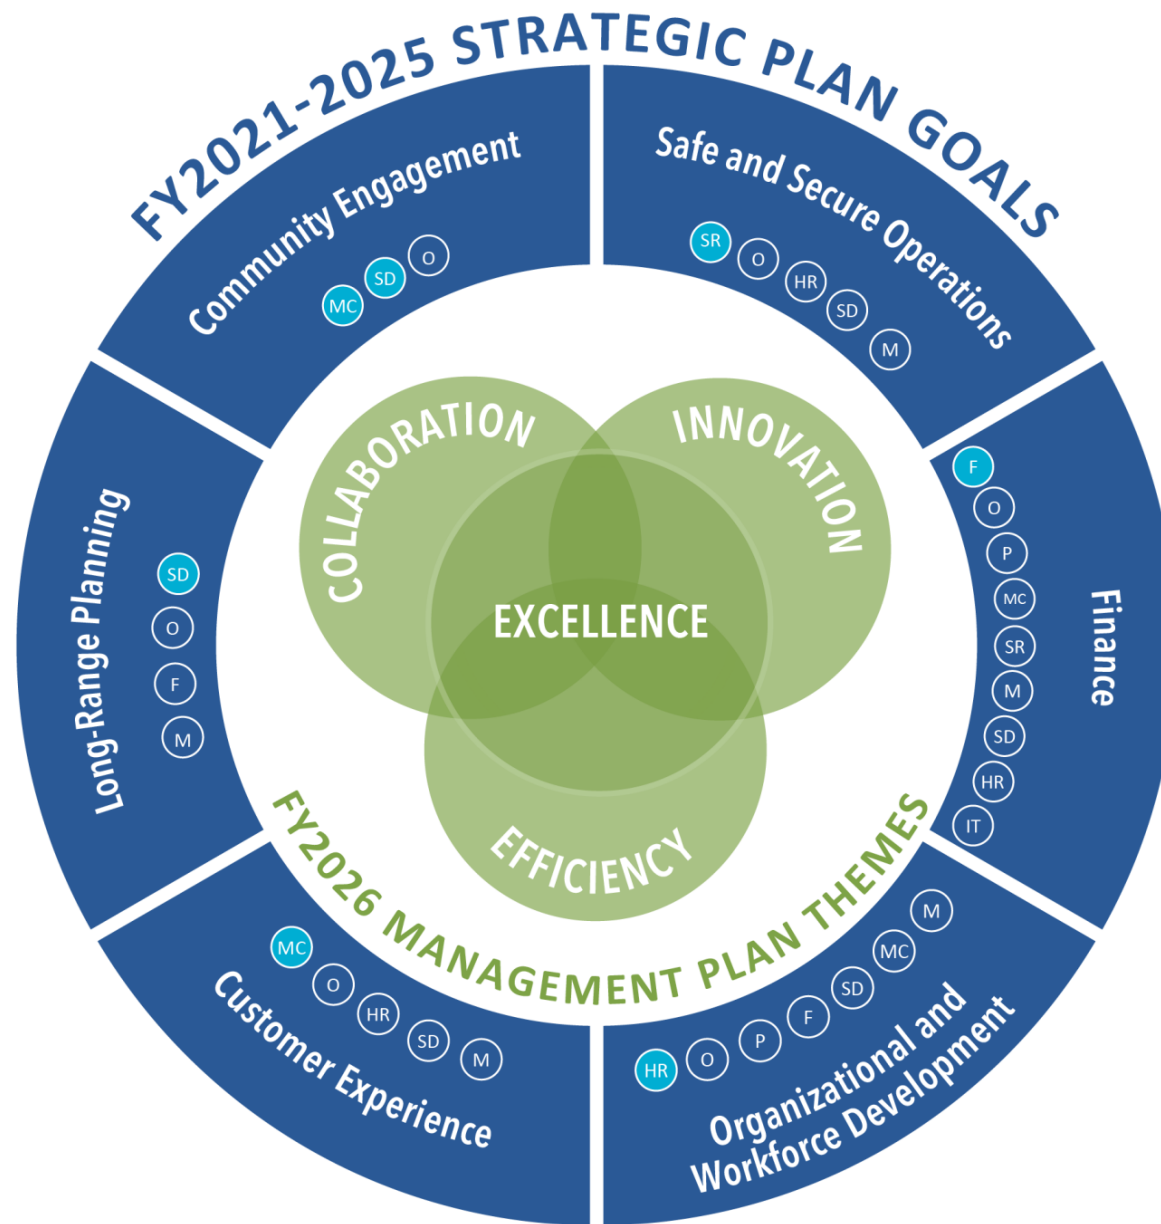 FY2021-2025 STRATEGIC PLAN GOALS
Community Engagement
MC
SD
O
Safe and Secure Operations
SR
O
HR
SD
M
Finance
F
O
P
MC
SR
M
SD
HR
IT
Organizational and
Workforce Development
HR
O
P
F
SD
MC
M
Customer Experience
MC
O
HR
SD
M
Long-Range Planning
SD
O
F
M
COLLABORATION
INNOVATION
EXCELLENCE
EFFICIENCY
FY2026 MANAGEMENT PLAN THEMES